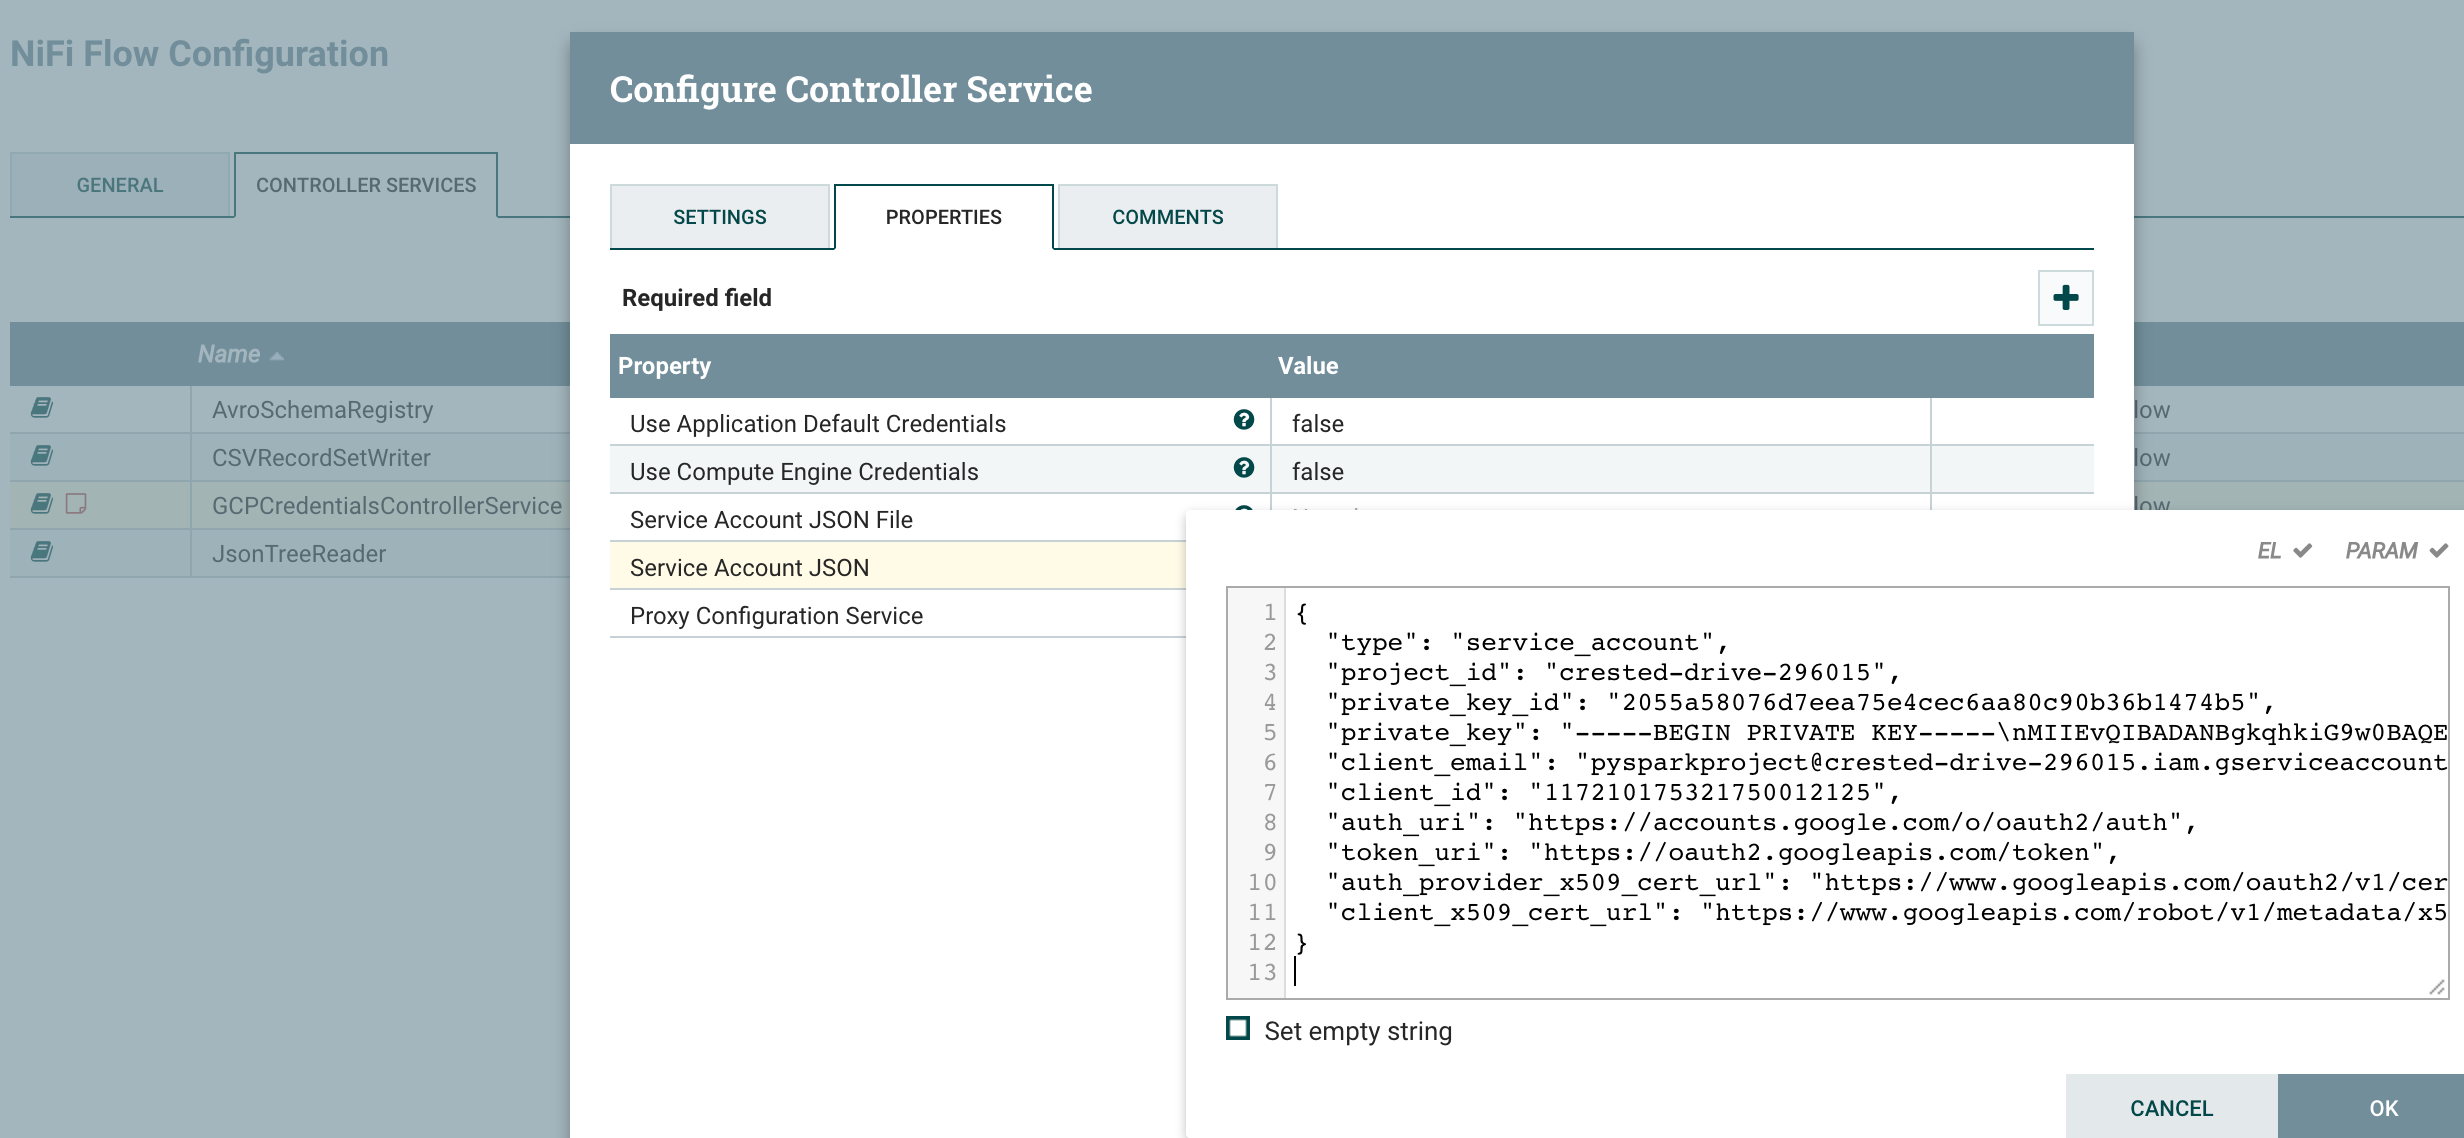 NiFi Flow Configuration
GENERAL
CONTROLLER SERVICES
Name
AvroSchemaRegistry
CSVRecordSetWriter
GCPCredentialsControllerService
JsonTreeReader
low
low
low
Configure Controller Service
SETTINGS
PROPERTIES
COMMENTS
Required field
Property
Value
Use Application Default Credentials
false
Use Compute Engine Credentials
false
Service Account JSON File
Service Account JSON
Proxy Configuration Service
EL
PARAM
1 {
2 "type": "service_account",
3 "project_id": "crested-drive-296015",
4 "private_key_id": "2055a58076d7eea75e4cec6aa80c90b36b1474b5",
5 "private_key": "-----BEGIN PRIVATE KEY-----\nMIIEvQIBADANBgkqhkiG9w0BAQE
6 "client_email": "pysparkproject@crested-drive-296015.iam.gserviceaccount
7 "client_id": "117210175321750012125",
8 "auth_uri": "https://accounts.google.com/o/oauth2/auth",
9 "token_uri": "https://oauth2.googleapis.com/token",
10 "auth_provider_x509_cert_url": "https://www.googleapis.com/oauth2/v1/cer
11 "client_x509_cert_url": "https://www.googleapis.com/robot/v1/metadata/x5
12 }
13
Set empty string
CANCEL
OK